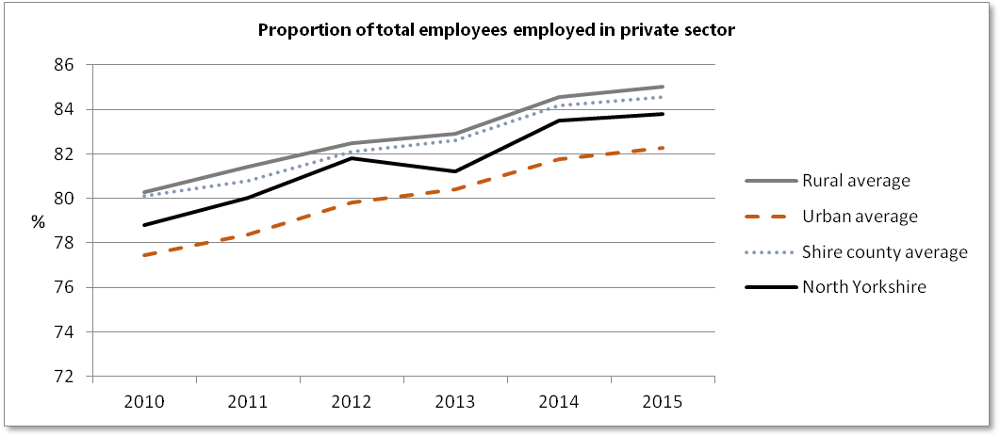 Proportion of total employees employed in private sector
86
84
82
80
78
76
74
72
%
2010 2011 2012 2013 2014 2015
Rural average
Urban average
Shire county average
North Yorkshire